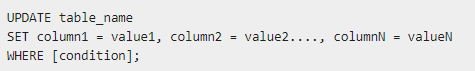 UPDATE table_name
SET column1 = value1, column2 = value2...., columnN = valueN
WHERE [condition];